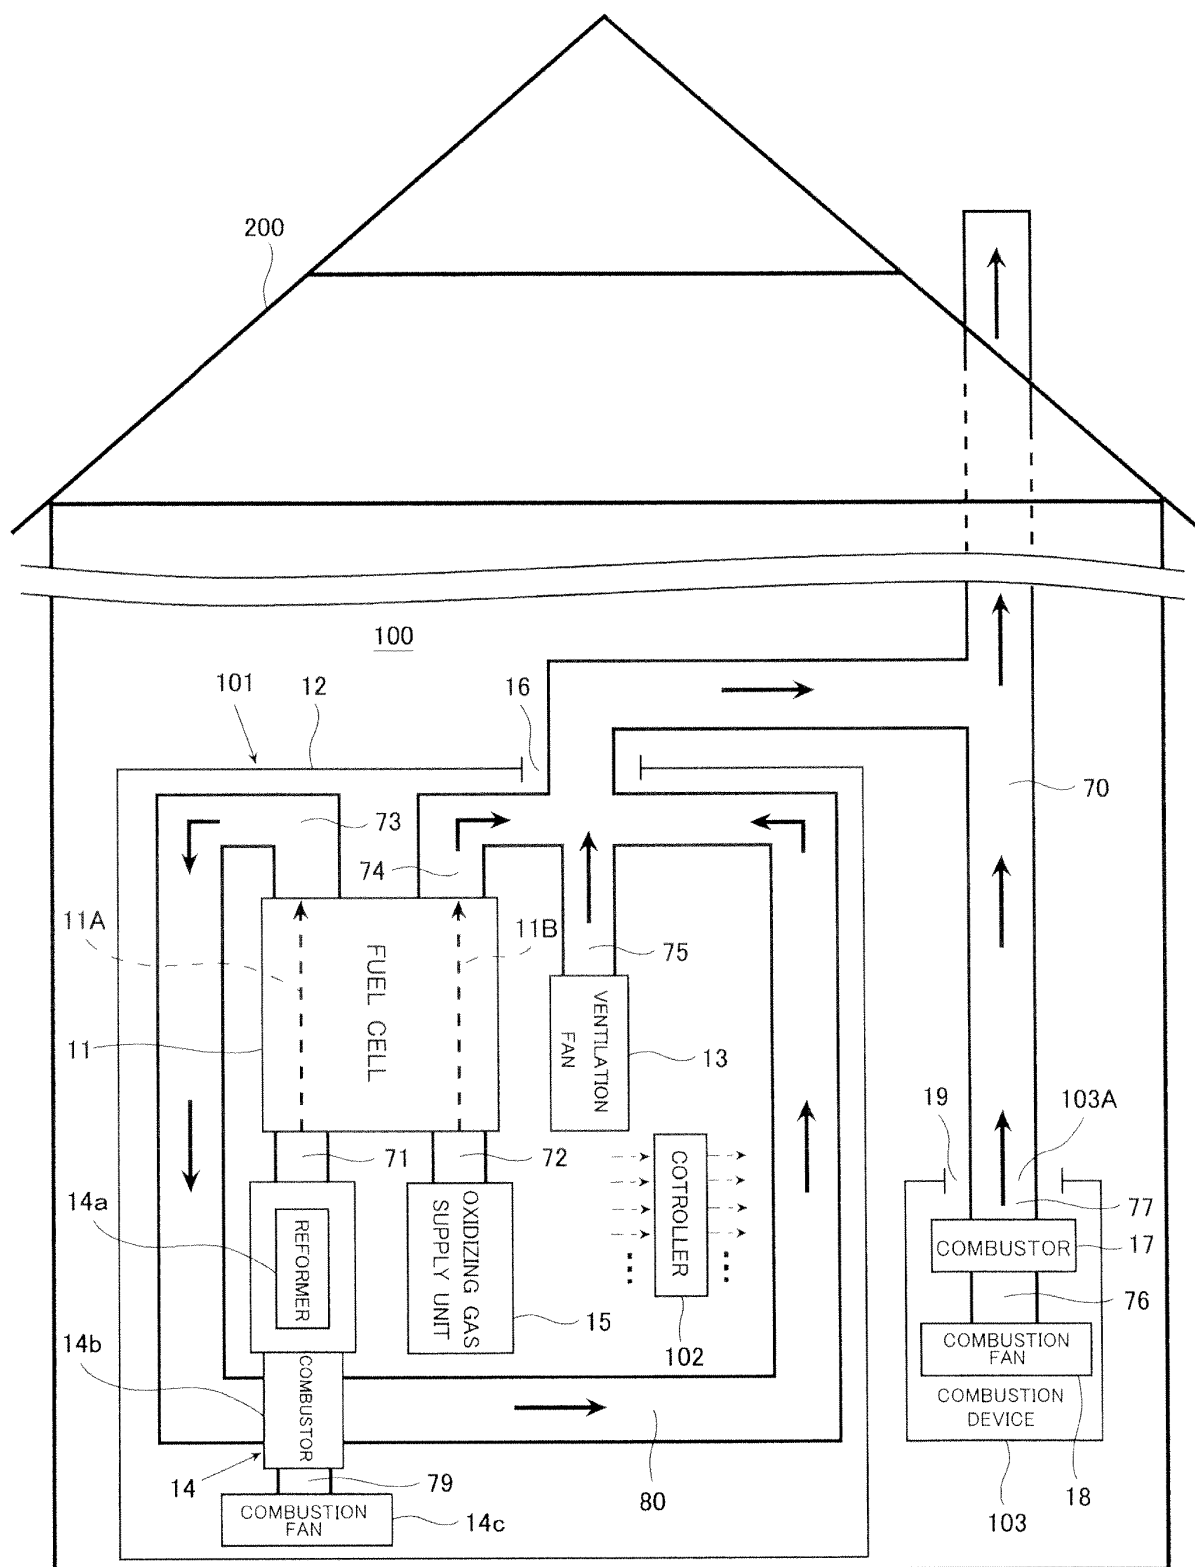 200
100
101
12
16
73
70
74
11A
11B
75
FUEL CELL
VENTILATION
FAN
11
13
19
103A
71
72
14a
REFORMER
OXIDIZING GAS
SUPPLY UNIT
COTROLLER
77
COMBUSTOR
17
76
15
14b
102
COMBUSTION
FAN
COMBUSTOR
COMBUSTION
DEVICE
14
79
80
18
COMBUSTION
FAN
14c
103